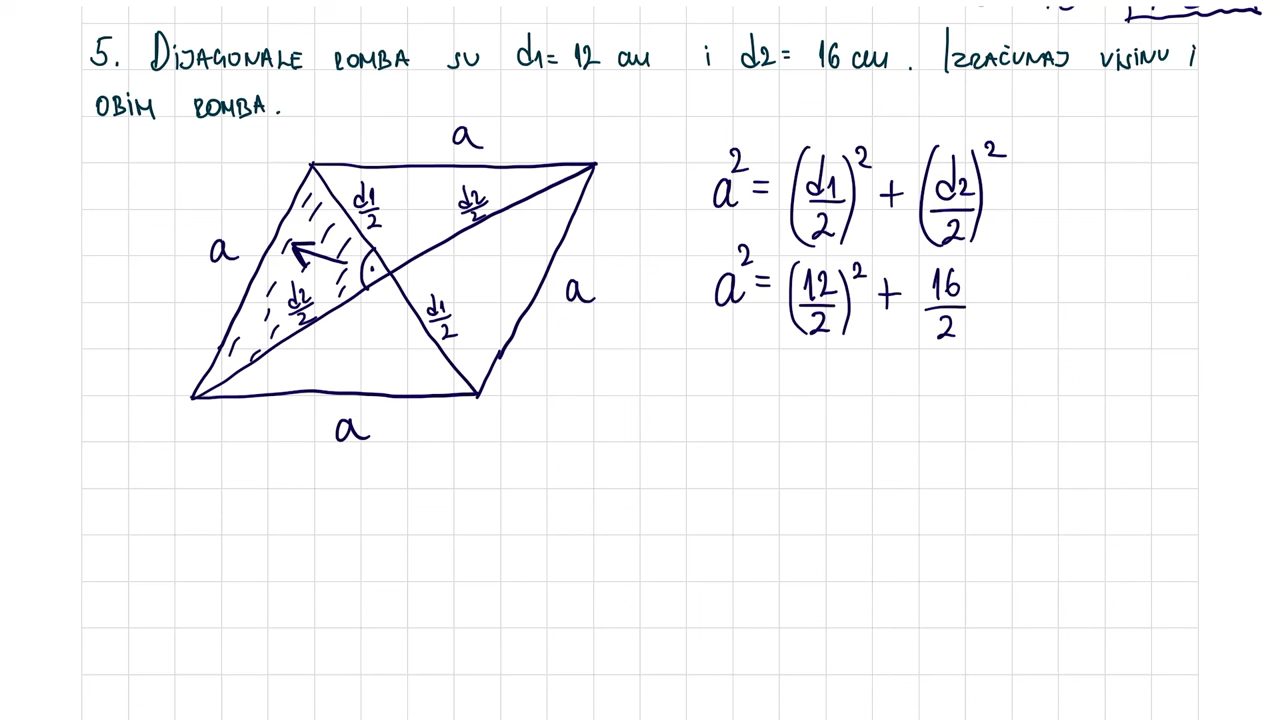 5. DIJAGONALE ROMBA SU d1 = 12 cm i d2 = 16 cm. IZRAČUNAJ VISINU I
OBIM ROMBA.
a
a² = (d1/2)² + (d2/2)²
d1/2 d2/2
a
a² = (12/2)² + 16/2
d2/2 d1/2 a
a